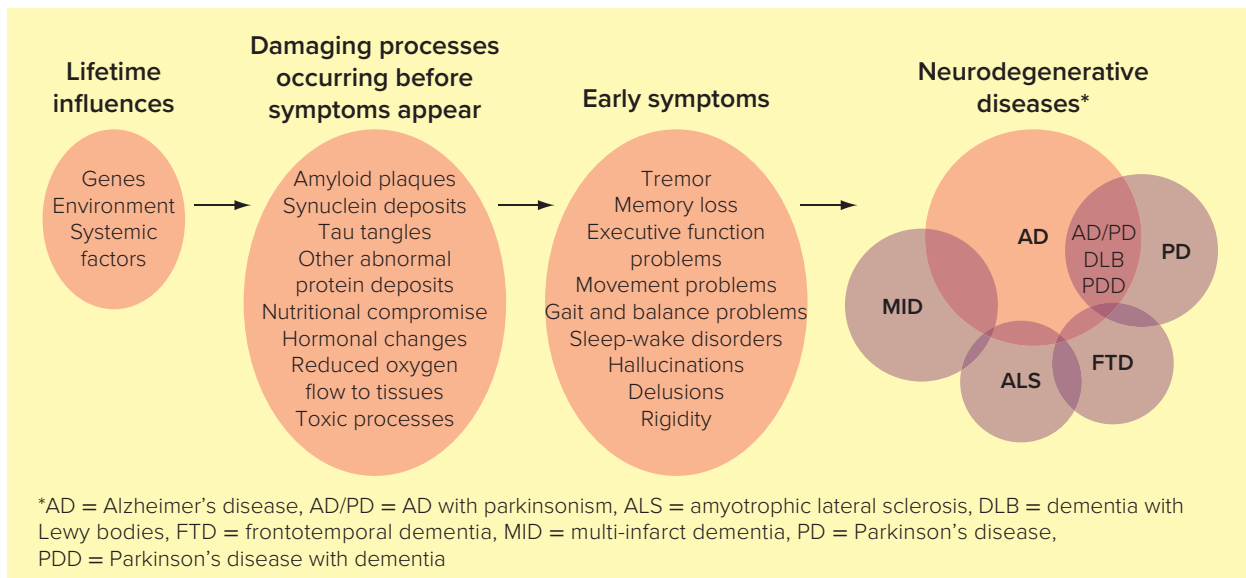 Lifetime
influences
Genes
Environment
Systemic
factors
Damaging processes
occurring before
symptoms appear
Amyloid plaques
Synuclein deposits
Tau tangles
Other abnormal
protein deposits
Nutritional compromise
Hormonal changes
Reduced oxygen
flow to tissues
Toxic processes
Early symptoms
Tremor
Memory loss
Executive function
problems
Movement problems
Gait and balance problems
Sleep-wake disorders
Hallucinations
Delusions
Rigidity
Neurodegenerative
diseases*
AD
AD/PD
DLB
PDD
PD
MID
ALS
FTD
*AD = Alzheimer’s disease, AD/PD = AD with parkinsonism, ALS = amyotrophic lateral sclerosis, DLB = dementia with
Lewy bodies, FTD = frontotemporal dementia, MID = multi-infarct dementia, PD = Parkinson’s disease,
PDD = Parkinson’s disease with dementia